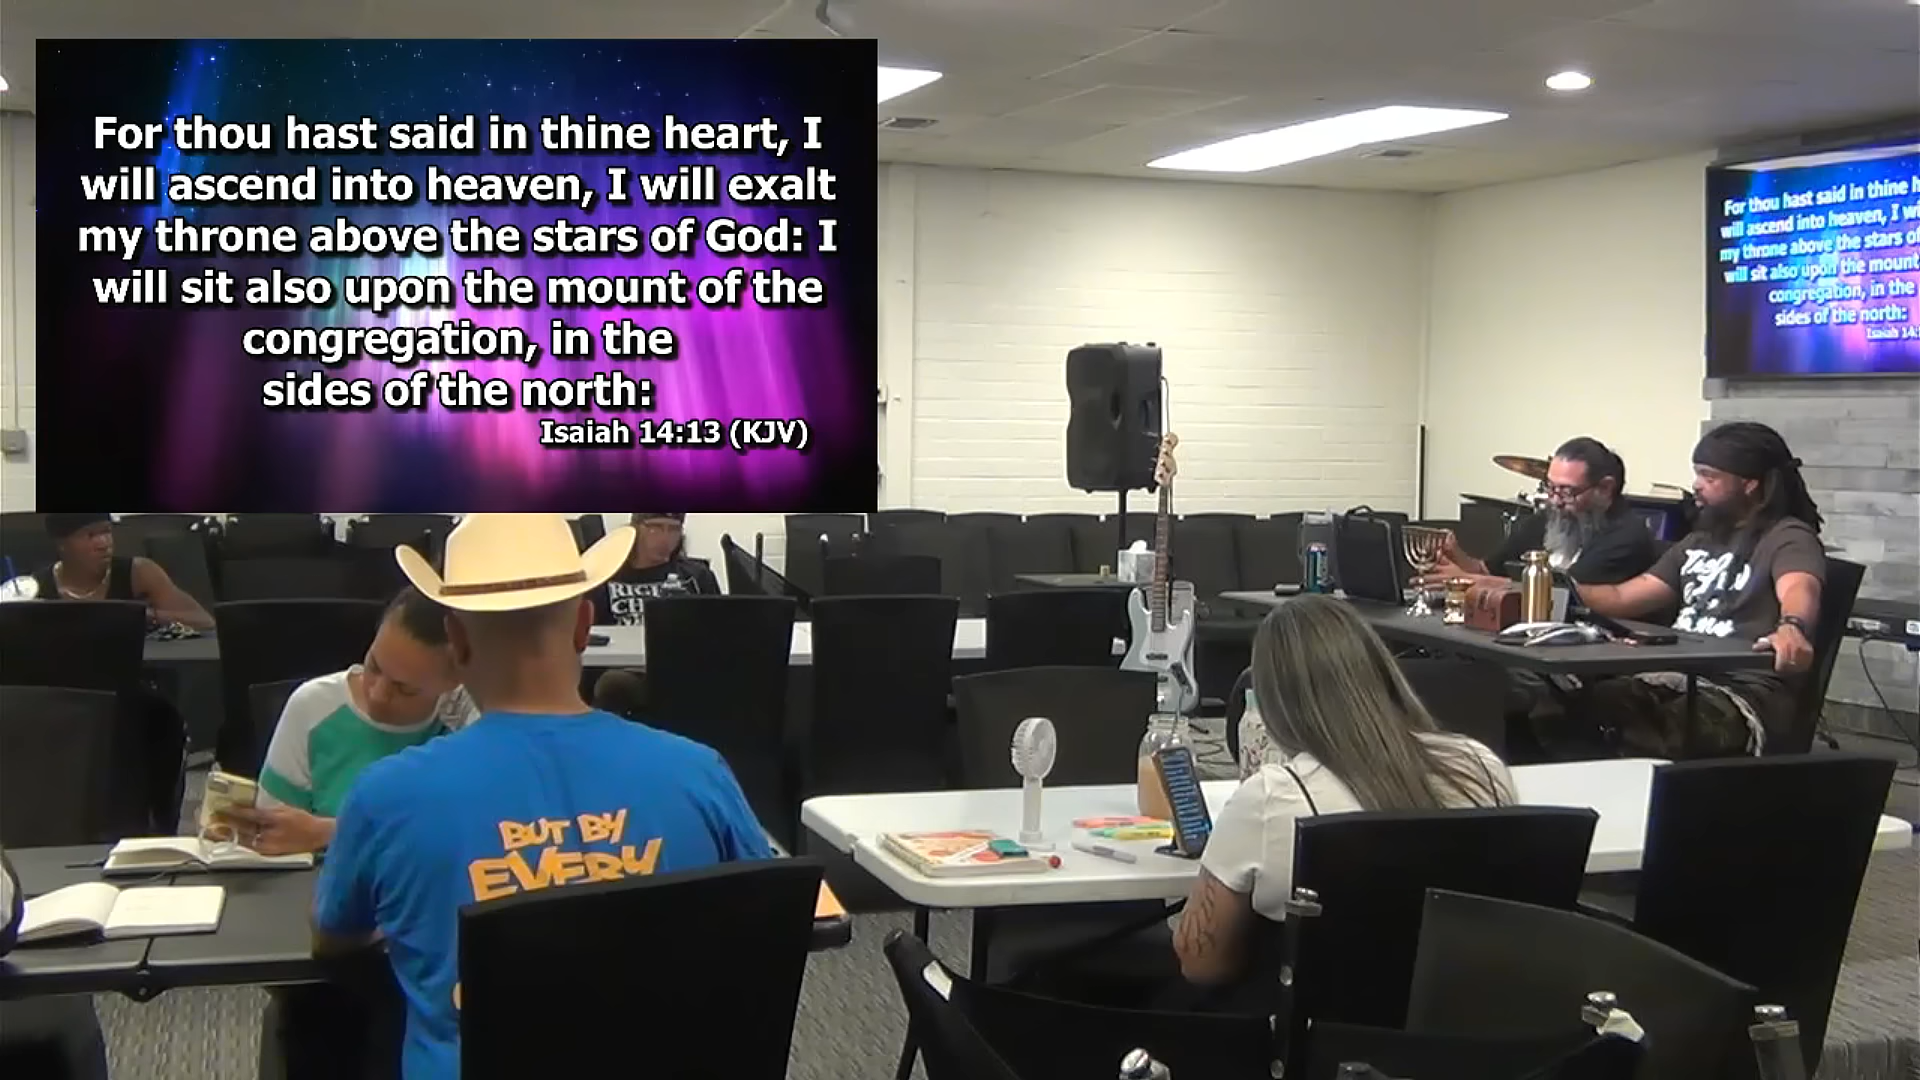 For thou hast said in thine heart, I
will ascend into heaven, I will exalt
my throne above the stars of God: I
will sit also upon the mount of the
congregation, in the
sides of the north:
Isaiah 14:13 (KJV)
For thou hast said in thine h
will ascend into heaven, I wi
my throne above the stars of
will sit also upon the mount
congregation, in the
sides of the north:
Isaiah 14:
BUT BY
EVERY